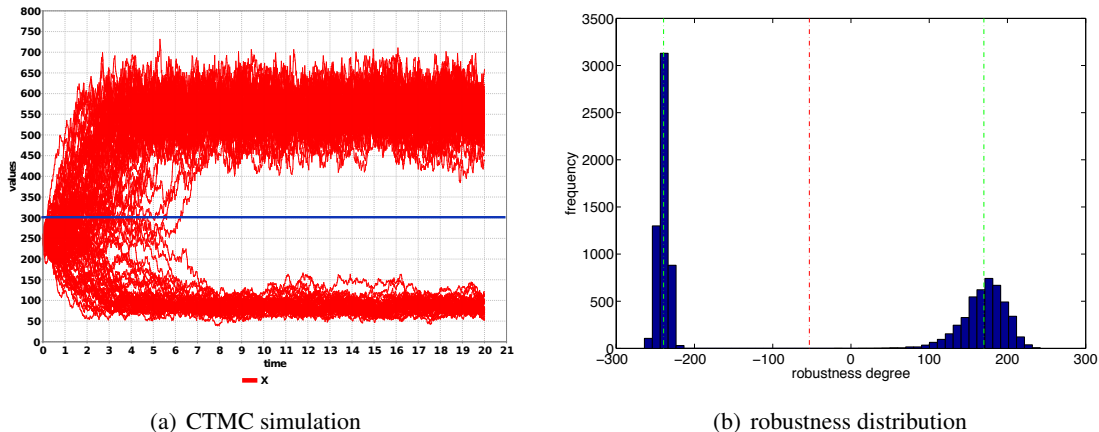 800
750
700
650
600
550
500
450
400
350
300
250
200
150
100
50
0
values
0 1 2 3 4 5 6 7 8 9 10 11 12 13 14 15 16 17 18 19 20 21
time
X
(a) CTMC simulation
3500
3000
2500
2000
1500
1000
500
0
frequency
−300 −200 −100 0 100 200 300
robustness degree
(b) robustness distribution